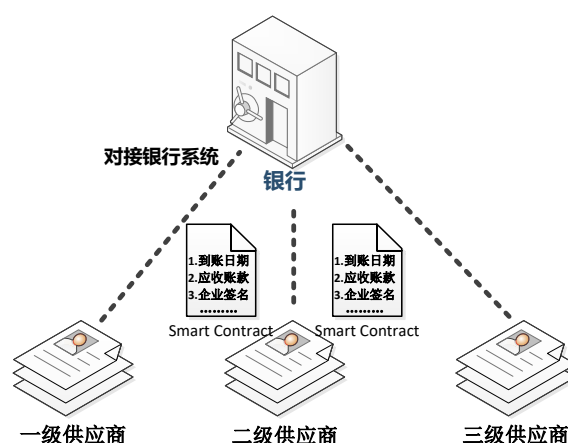 对接银行系统
银行
1.到账日期
2.应收账款
3.企业签名
………
Smart Contract
1.到账日期
2.应收账款
3.企业签名
………
Smart Contract
一级供应商
二级供应商
三级供应商